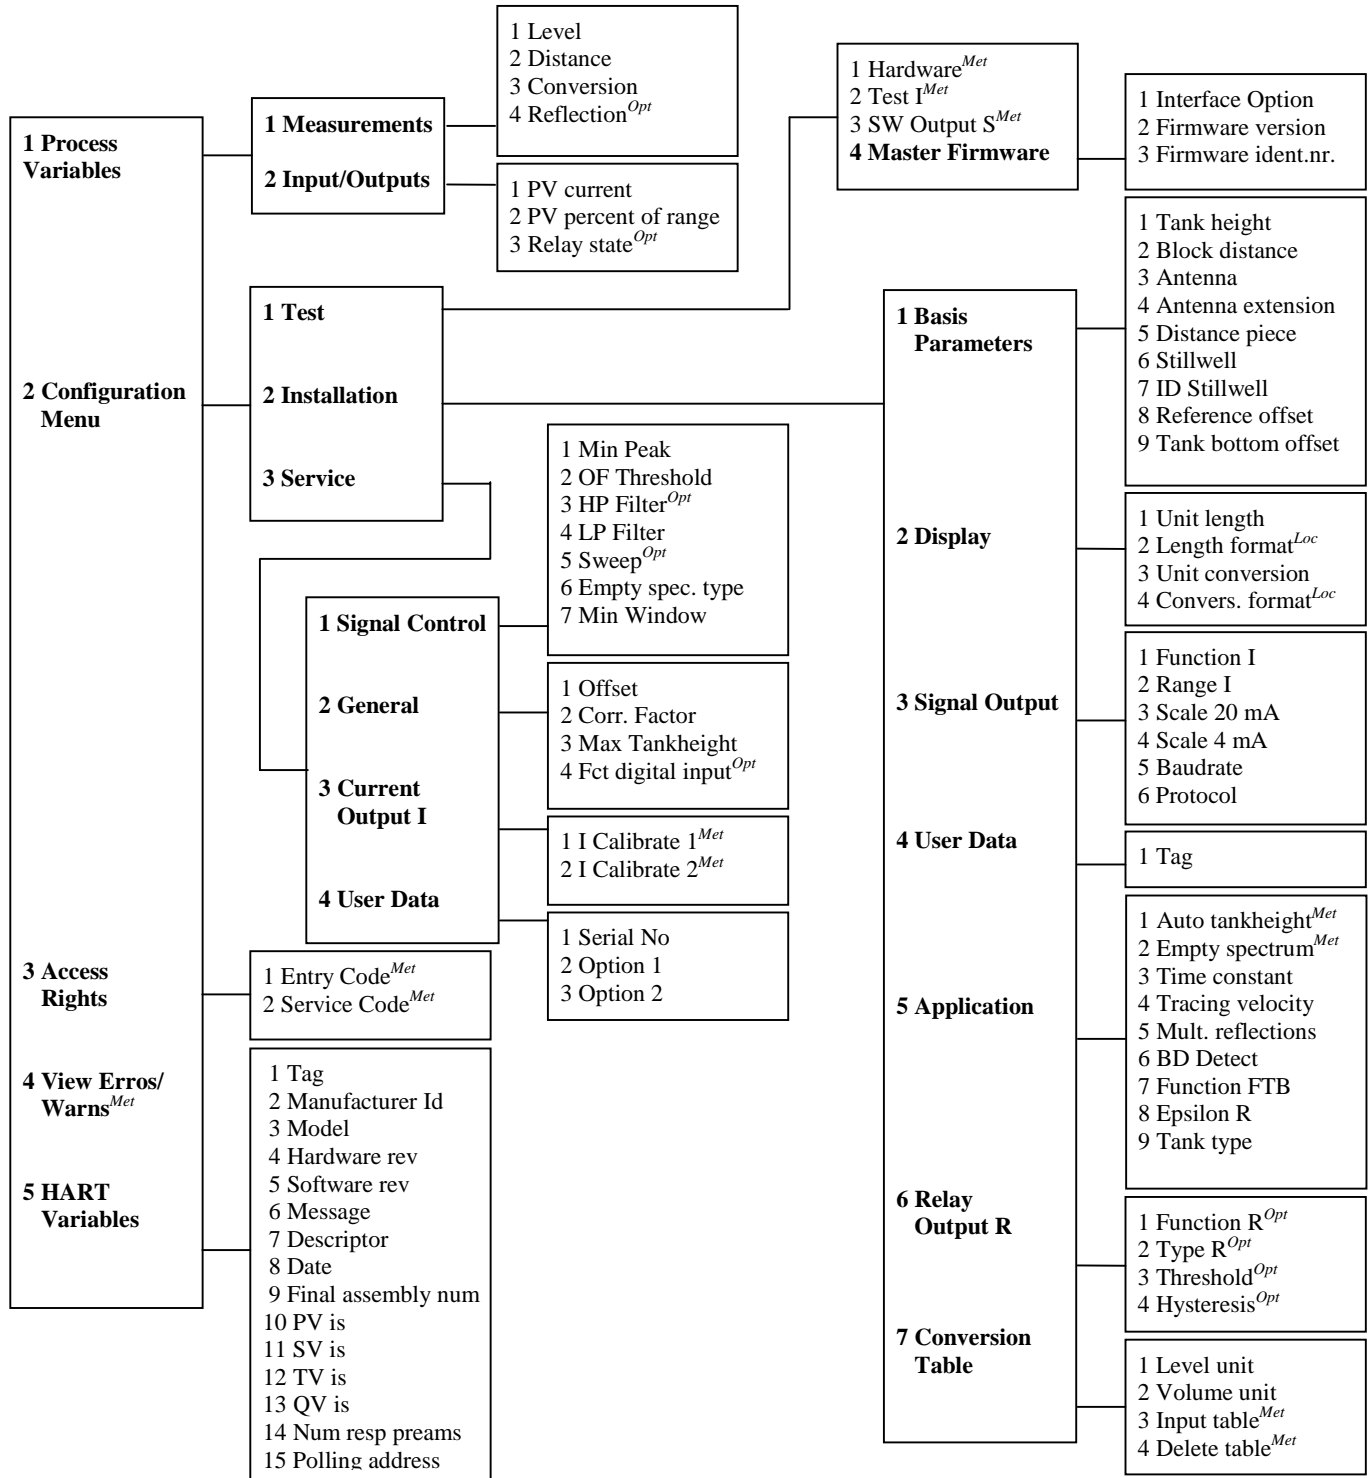 1 Process
Variables
2 Configuration
Menu
3 Access
Rights
4 View Erros/
Warns^Met
5 HART
Variables
1 Measurements
2 Input/Outputs
1 Level
2 Distance
3 Conversion
4 Reflection^Opt
1 PV current
2 PV percent of range
3 Relay state^Opt
1 Test
2 Installation
3 Service
1 Hardware^Met
2 Test I^Met
3 SW Output S^Met
4 Master Firmware
1 Interface Option
2 Firmware version
3 Firmware ident.nr.
1 Basis
Parameters
2 Display
3 Signal Output
4 User Data
5 Application
6 Relay
Output R
7 Conversion
Table
1 Tank height
2 Block distance
3 Antenna
4 Antenna extension
5 Distance piece
6 Stillwell
7 ID Stillwell
8 Reference offset
9 Tank bottom offset
1 Unit length
2 Length format^Loc
3 Unit conversion
4 Convers. format^Loc
1 Function I
2 Range I
3 Scale 20 mA
4 Scale 4 mA
5 Baudrate
6 Protocol
1 Tag
1 Auto tankheight^Met
2 Empty spectrum^Met
3 Time constant
4 Tracing velocity
5 Mult. reflections
6 BD Detect
7 Function FTB
8 Epsilon R
9 Tank type
1 Function R^Opt
2 Type R^Opt
3 Threshold^Opt
4 Hysteresis^Opt
1 Level unit
2 Volume unit
3 Input table^Met
4 Delete table^Met
1 Signal Control
2 General
3 Current
Output I
4 User Data
1 Min Peak
2 OF Threshold
3 HP Filter^Opt
4 LP Filter
5 Sweep^Opt
6 Empty spec. type
7 Min Window
1 Offset
2 Corr. Factor
3 Max Tankheight
4 Fct digital input^Opt
1 I Calibrate 1^Met
2 I Calibrate 2^Met
1 Serial No
2 Option 1
3 Option 2
1 Entry Code^Met
2 Service Code^Met
1 Tag
2 Manufacturer Id
3 Model
4 Hardware rev
5 Software rev
6 Message
7 Descriptor
8 Date
9 Final assembly num
10 PV is
11 SV is
12 TV is
13 QV is
14 Num resp preams
15 Polling address